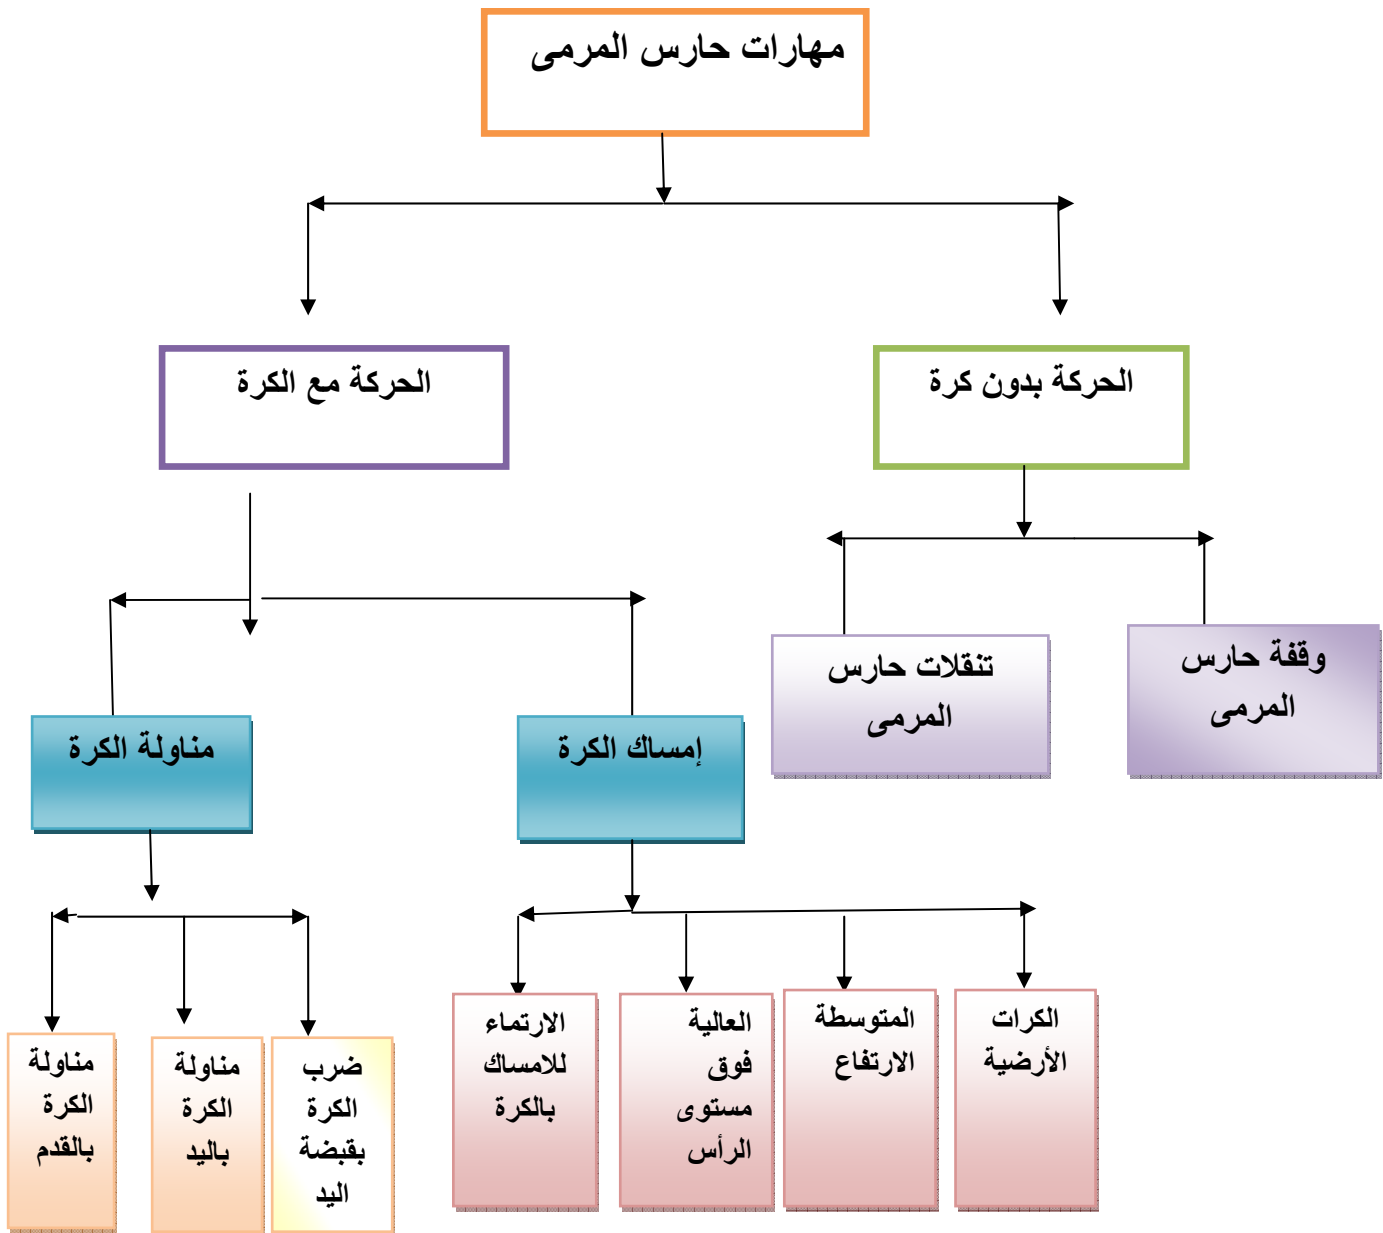 مهارات حارس المرمى
الحركة بدون كرة
الحركة مع الكرة
وقفة حارس
المرمى
تنقلات حارس
المرمى
إمساك الكرة
مناولة الكرة
الكرات
الأرضية
المتوسطة
الارتفاع
العالية
فوق
مستوى
الرأس
الارتماء
للامساك
بالكرة
ضرب
الكرة
بقبضة
اليد
مناولة
الكرة
باليد
مناولة
الكرة
بالقدم